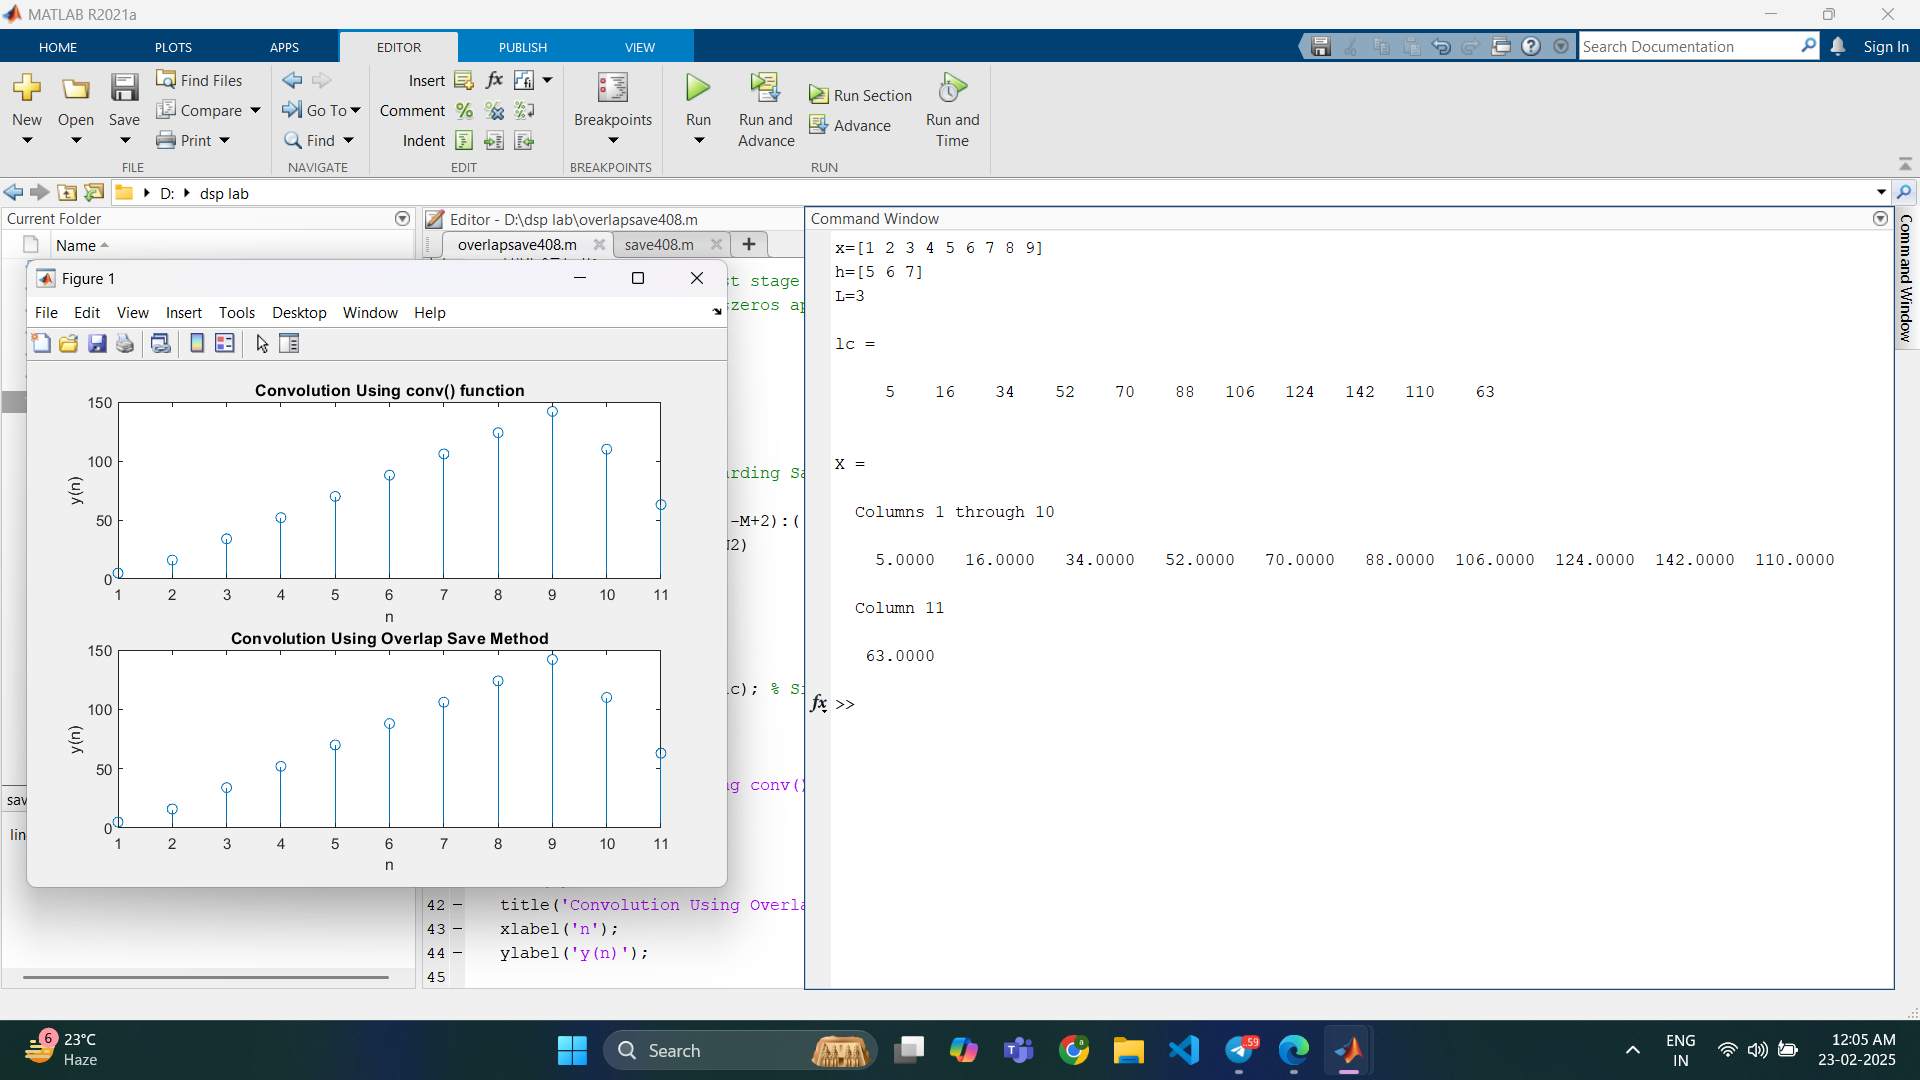 MATLAB R2021a
HOME PLOTS APPS EDITOR PUBLISH VIEW
Search Documentation
Sign In
New
Open
Save
Find Files
Compare
Print
FILE
Go To
Find
NAVIGATE
Insert
fx
Comment
Indent
EDIT
Breakpoints
BREAKPOINTS
Run
Run and
Advance
Run Section
Advance
Run and
Time
RUN
D: dsp lab
Current Folder
Name
Editor - D:\dsp lab\overlapsave408.m
overlapsave408.m save408.m
st stage
zeros
-M+2):(
c); %
conv()
42 title('Convolution Using Overla
43 xlabel('n');
44 ylabel('y(n)');
45
sav
lin
Figure 1
File Edit View Insert Tools Desktop Window Help
Convolution Using conv() function
150
100
50
0
y(n)
1 2 3 4 5 6 7 8 9 10 11
n
Convolution Using Overlap Save Method
150
100
50
0
y(n)
1 2 3 4 5 6 7 8 9 10 11
n
Command Window
x=[1 2 3 4 5 6 7 8 9]
h=[5 6 7]
L=3
lc =
5 16 34 52 70 88 106 124 142 110 63
X =
Columns 1 through 10
5.0000 16.0000 34.0000 52.0000 70.0000 88.0000 106.0000 124.0000 142.0000 110.0000
Column 11
63.0000
fx >>
Command Window
6
23°C
Haze
Search
59
ENG
IN
12:05 AM
23-02-2025